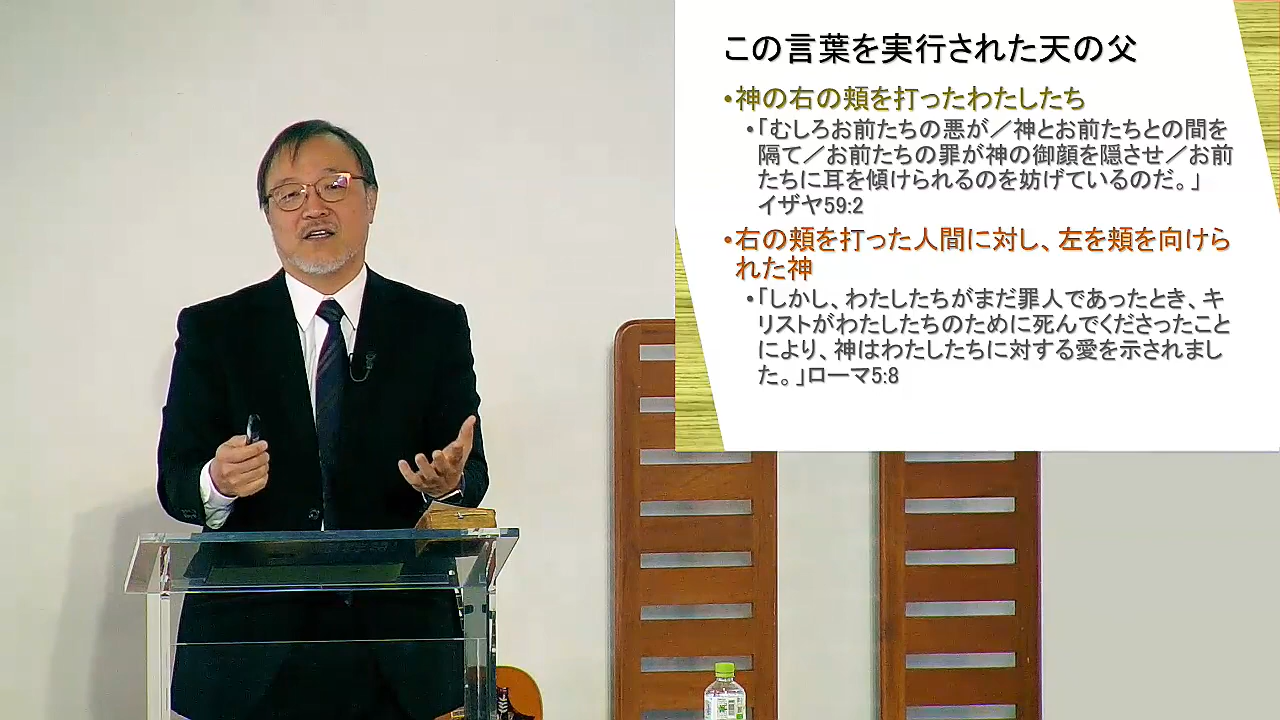 この言葉を実行された天の父
•神の右の頬を打ったわたしたち
•「むしろお前たちの悪が／神とお前たちとの間を
隔て／お前たちの罪が神の御顔を隠させ／お前
たちに耳を傾けられるのを妨げているのだ。」
イザヤ59:2
•右の頬を打った人間に対し、左を頬を向けら
れた神
•「しかし、わたしたちがまだ罪人であったとき、キ
リストがわたしたちのために死んでくださったこと
により、神はわたしたちに対する愛を示されまし
た。」ローマ5:8